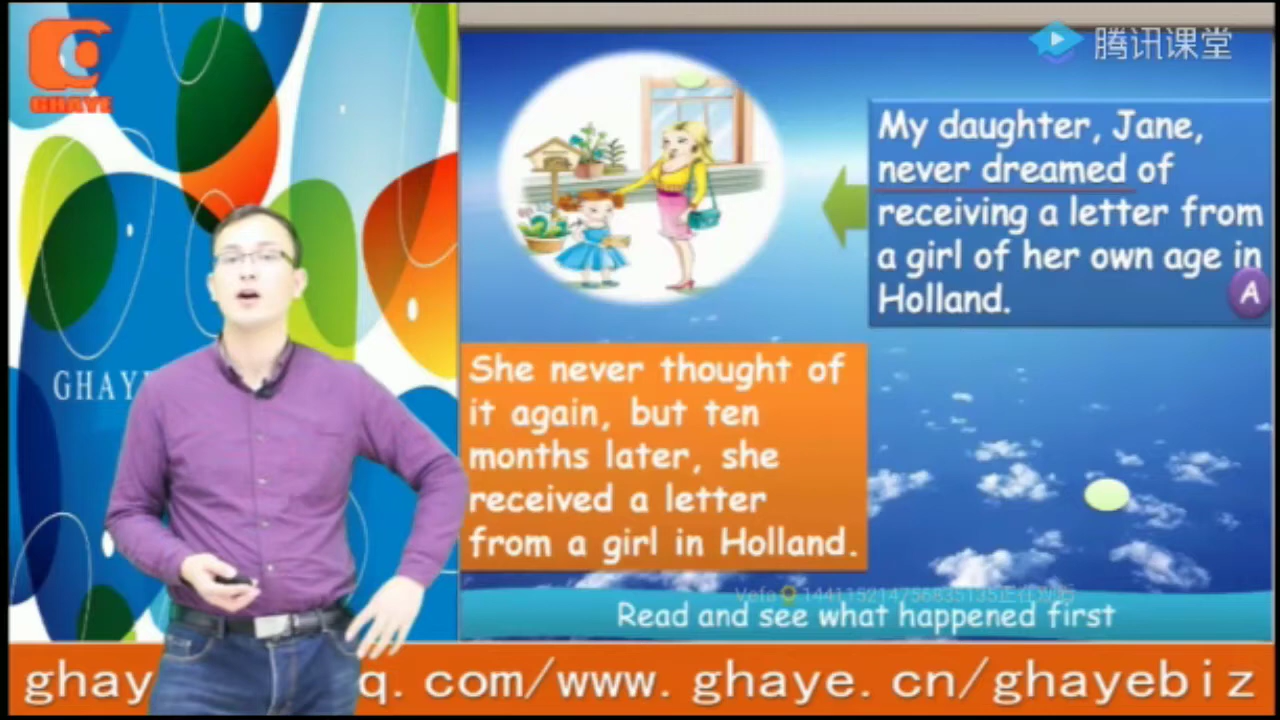 GHAYE
腾讯课堂
My daughter, Jane,
never dreamed of
receiving a letter from
a girl of her own age in
Holland.
A
GHAYE
She never thought of
it again, but ten
months later, she
received a letter
from a girl in Holland.
Read and see what happened first
ghay q.com/www.ghaye.cn/ghayebiz